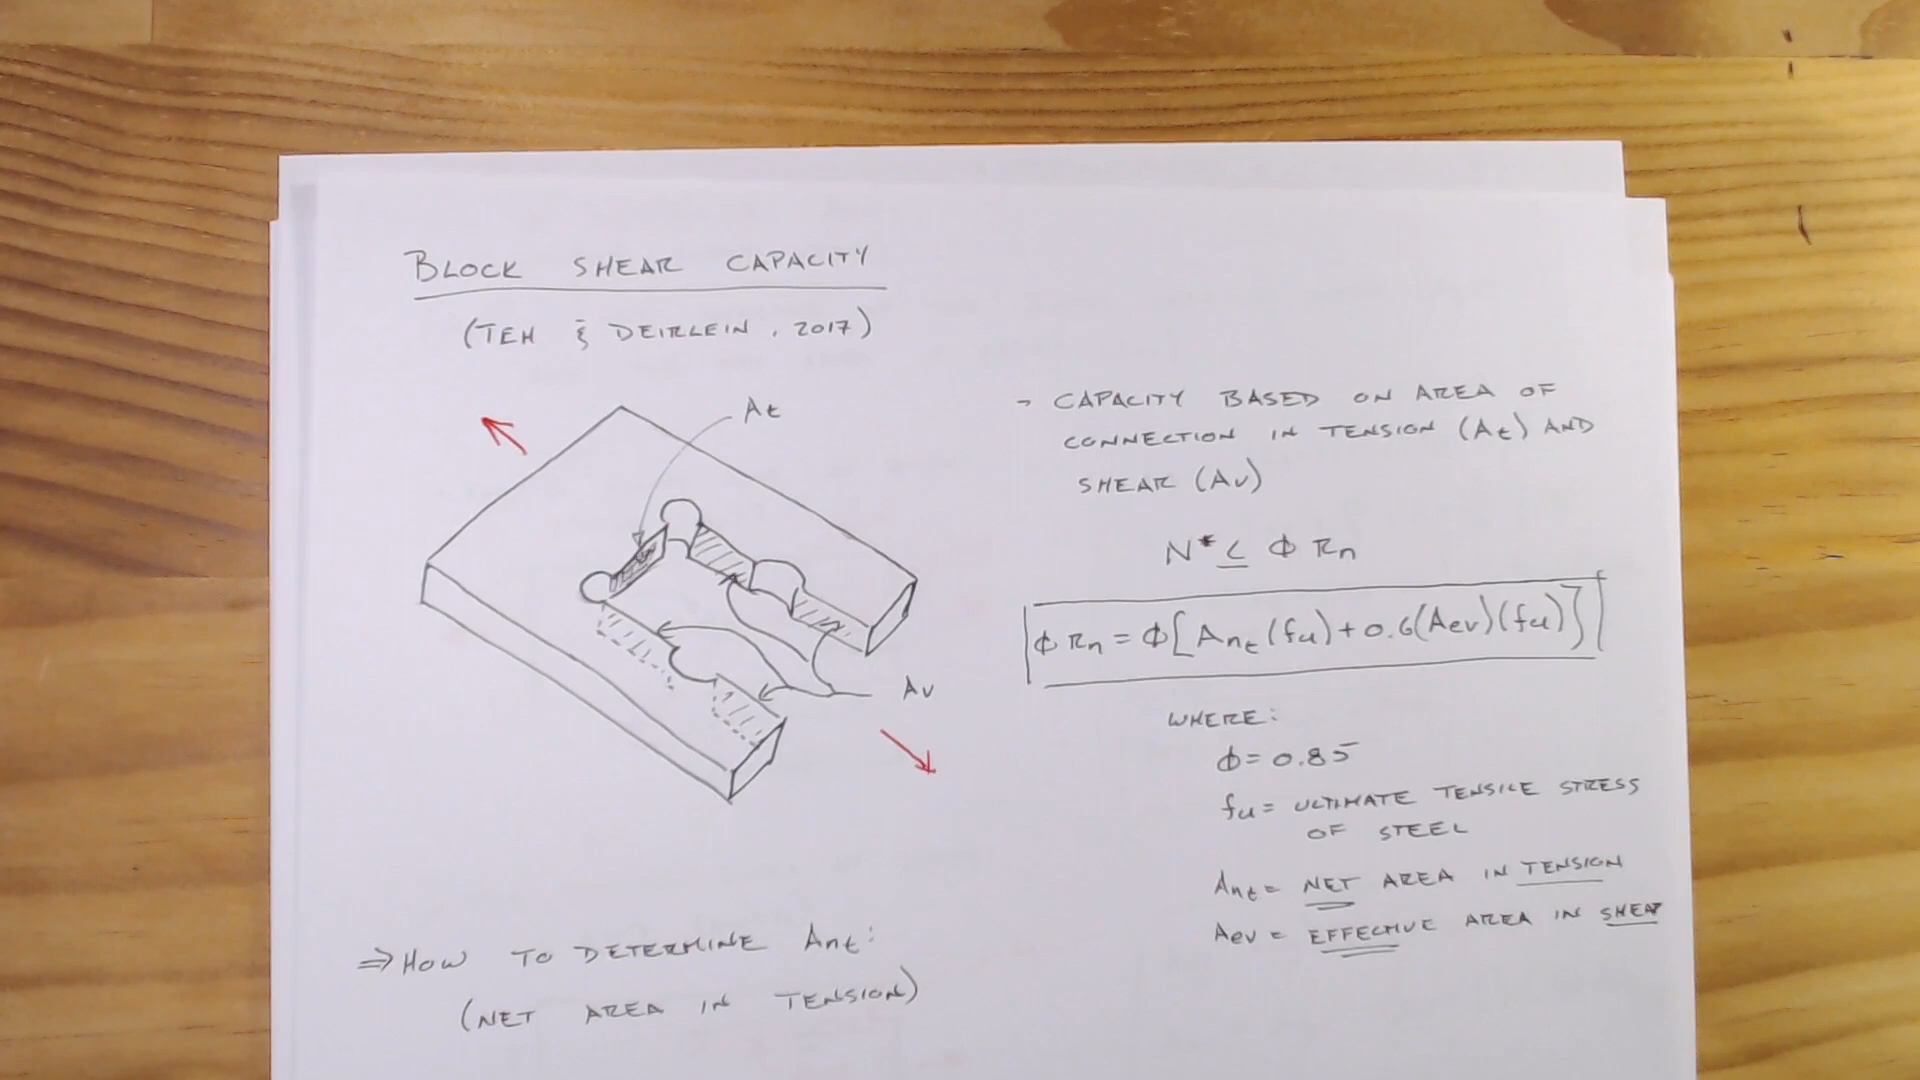 BLOCK SHEAR CAPACITY
(TEH & DEIRLEIN, 2017)
At
Av
- CAPACITY BASED ON AREA OF
CONNECTION IN TENSION (At) AND
SHEAR (Av)
N* ≤ ϕ Rn
ϕ Rn = ϕ[Ant (fu) + 0.6(Aev)(fu)]
WHERE:
ϕ = 0.85
fu = ULTIMATE TENSILE STRESS
OF STEEL
Ant = NET AREA IN TENSION
Aev = EFFECTIVE AREA IN SHEAR
⇒ HOW TO DETERMINE Ant:
(NET AREA IN TENSION)